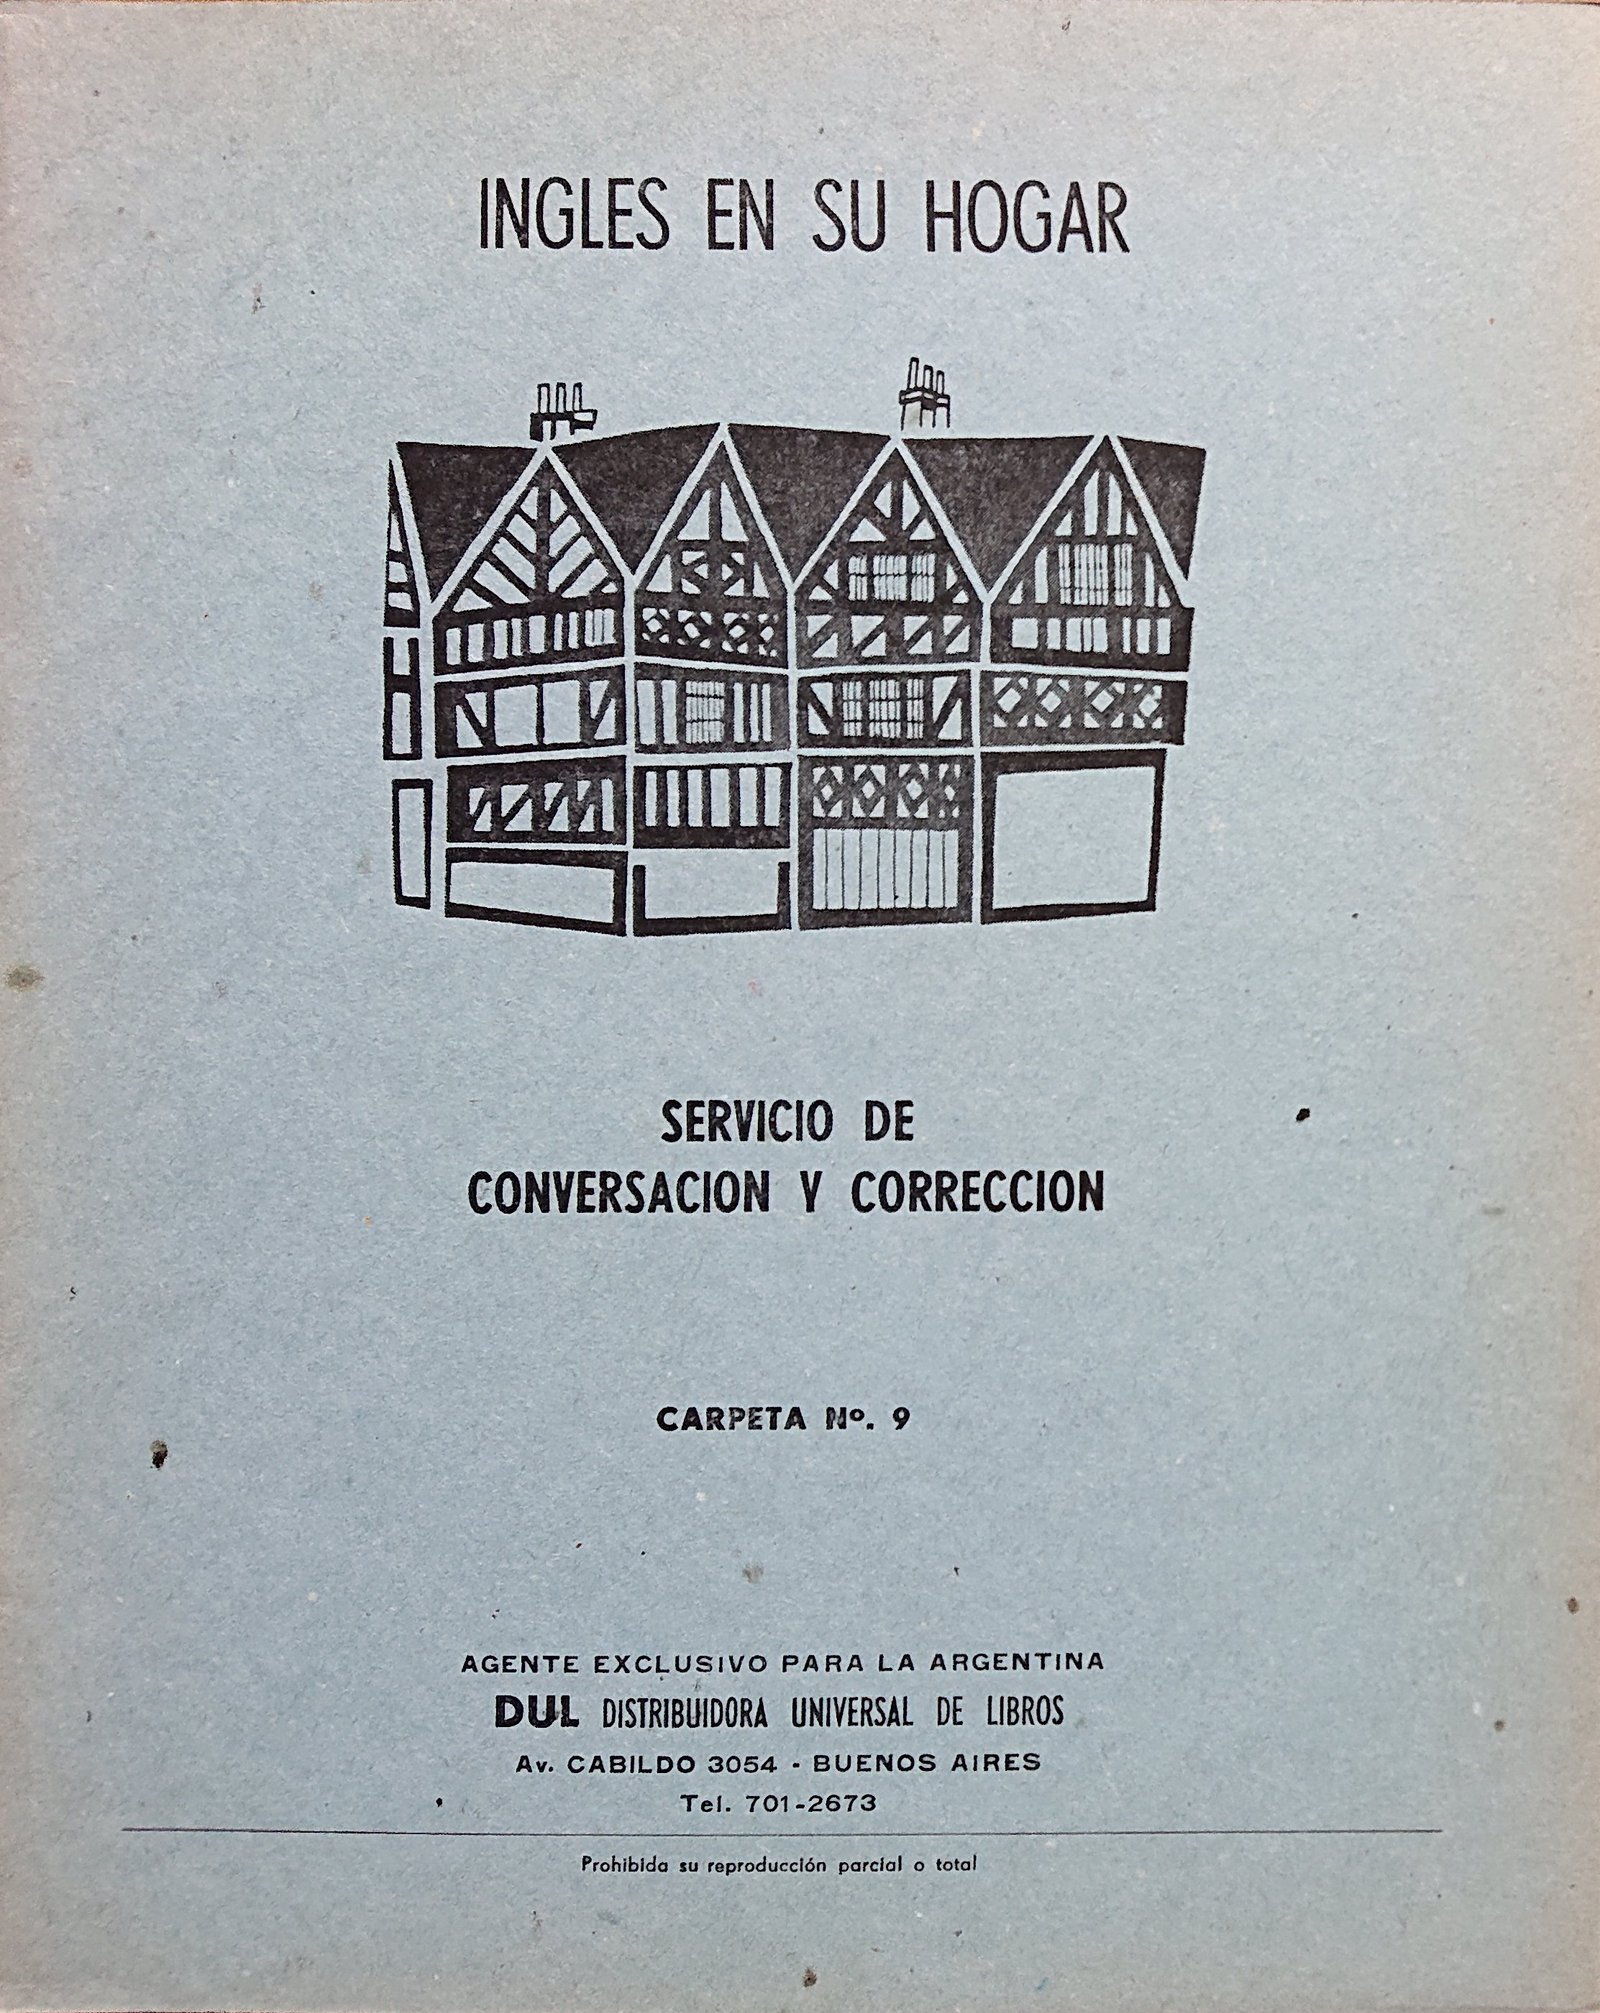 INGLES EN SU HOGAR
SERVICIO DE
CONVERSACION Y CORRECCION
CARPETA Nº. 9
AGENTE EXCLUSIVO PARA LA ARGENTINA
DUL DISTRIBUIDORA UNIVERSAL DE LIBROS
Av. CABILDO 3054 - BUENOS AIRES
Tel. 701-2673
Prohibida su reproducción parcial o total